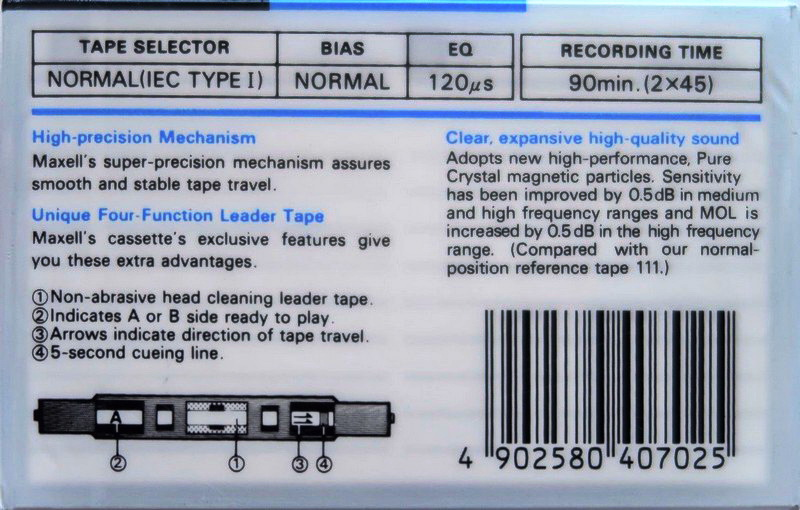 TAPE SELECTOR BIAS EQ RECORDING TIME
NORMAL(IEC TYPE I) NORMAL 120μs 90min.(2×45)
High-precision Mechanism
Maxell's super-precision mechanism assures
smooth and stable tape travel.
Unique Four-Function Leader Tape
Maxell's cassette's exclusive features give
you these extra advantages.
①Non-abrasive head cleaning leader tape.
②Indicates A or B side ready to play.
③Arrows indicate direction of tape travel.
④5-second cueing line.
A
② ① ③ ④
Clear, expansive high-quality sound
Adopts new high-performance, Pure
Crystal magnetic particles. Sensitivity
has been improved by 0.5dB in medium
and high frequency ranges and MOL is
increased by 0.5dB in the high frequency
range. (Compared with our normal-
position reference tape 111.)
4 902580 407025